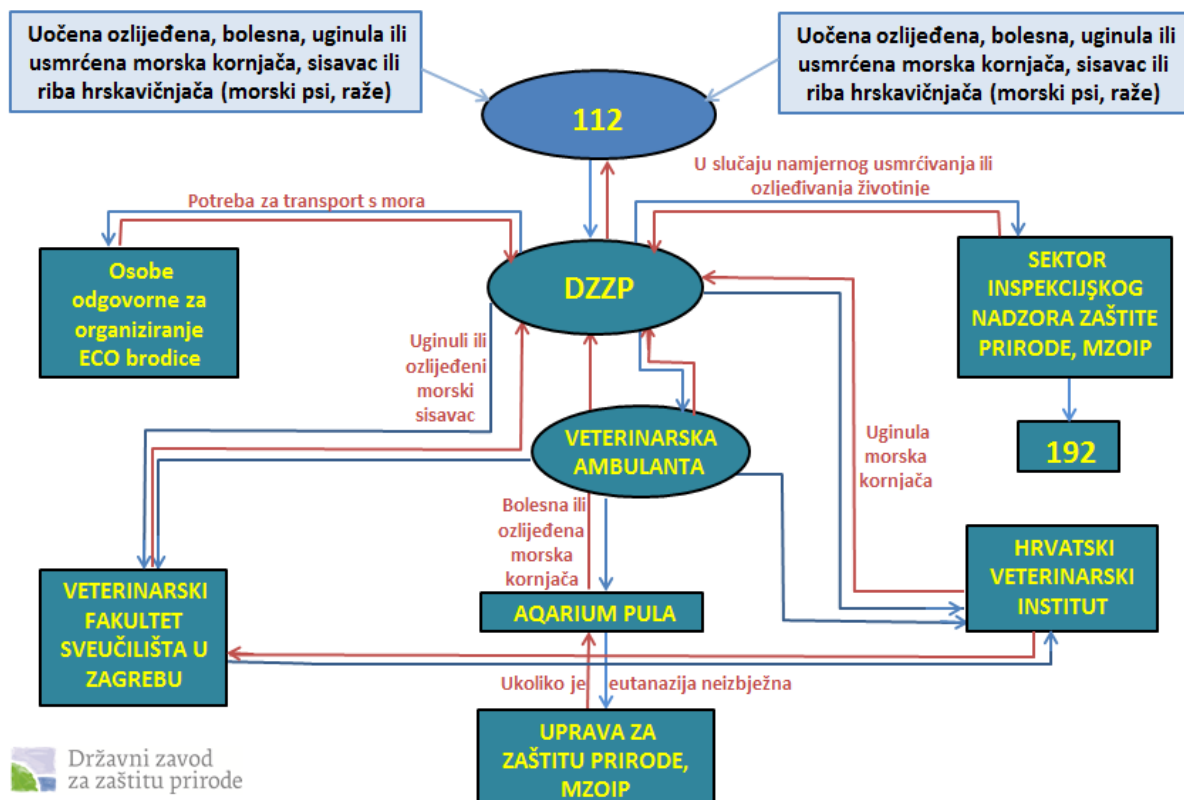 Uočena ozlijeđena, bolesna, uginula ili
usmrćena morska kornjača, sisavac ili
riba hrskavičnjača (morski psi, raže)
Uočena ozlijeđena, bolesna, uginula ili
usmrćena morska kornjača, sisavac ili
riba hrskavičnjača (morski psi, raže)
112
U slučaju namjernog usmrćivanja ili
ozljeđivanja životinje
Potreba za transport s mora
Osobe
odgovorne za
organiziranje
ECO brodice
DZZP
SEKTOR
INSPEKCIJSKOG
NADZORA ZAŠTITE
PRIRODE, MZOIP
Uginuli ili
ozlijeđeni
morski
sisavac
VETERINARSKA
AMBULANTA
Uginula
morska
kornjača
192
Bolesna ili
ozlijeđena
morska
kornjača
VETERINARSKI
FAKULTET
SVEUČILIŠTA U
ZAGREBU
AQARIUM PULA
HRVATSKI
VETERINARSKI
INSTITUT
Ukoliko je eutanazija neizbježna
UPRAVA ZA
ZAŠTITU PRIRODE,
MZOIP
Državni zavod
za zaštitu prirode